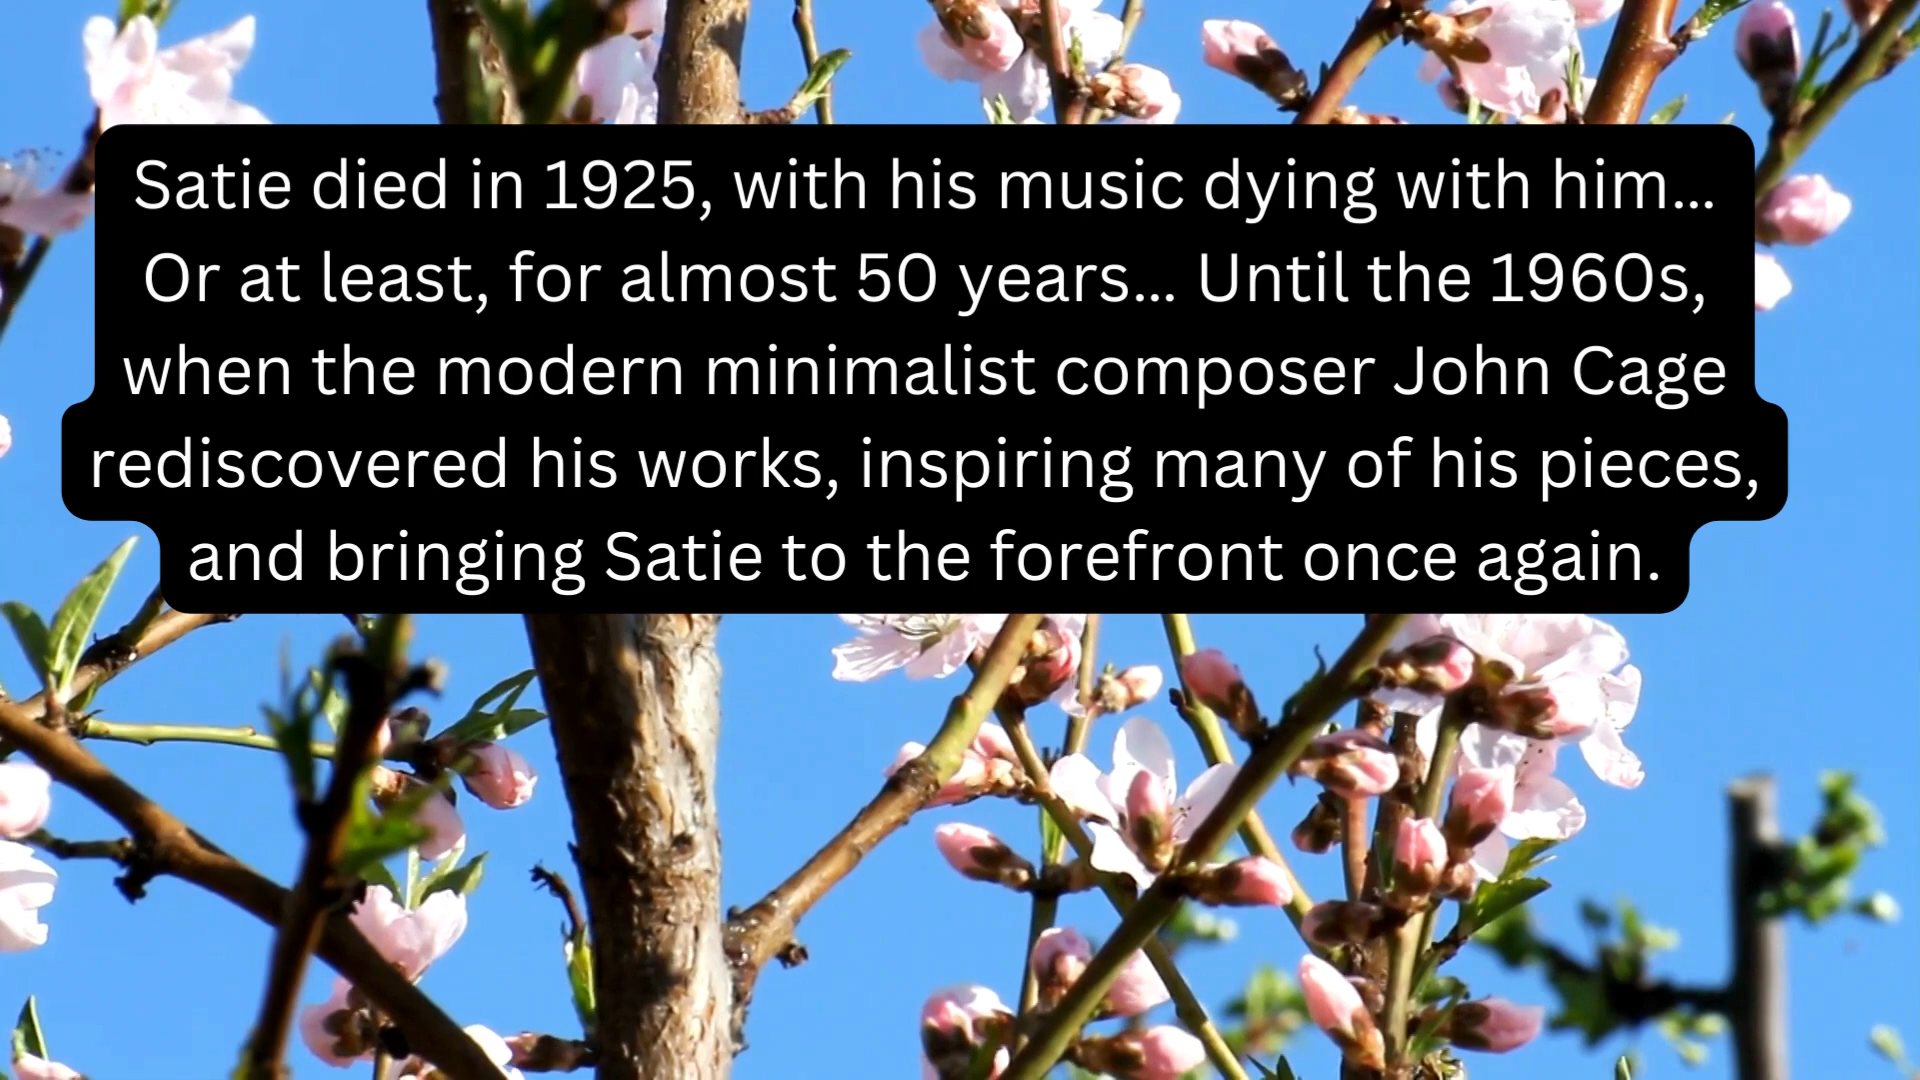 Satie died in 1925, with his music dying with him...
Or at least, for almost 50 years... Until the 1960s,
when the modern minimalist composer John Cage
rediscovered his works, inspiring many of his pieces,
and bringing Satie to the forefront once again.